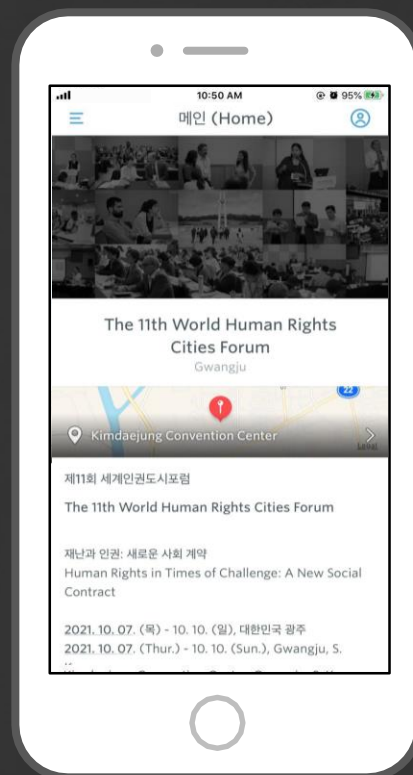 10:50 AM
95%
메인 (Home)
The 11th World Human Rights
Cities Forum
Gwangju
22
Kimdaejung Convention Center
제11회 세계인권도시포럼
The 11th World Human Rights Cities Forum
재난과 인권: 새로운 사회 계약
Human Rights in Times of Challenge: A New Social
Contract
2021. 10. 07. (목) - 10. 10. (일), 대한민국 광주
2021. 10. 07. (Thur.) - 10. 10. (Sun.), Gwangju, S.